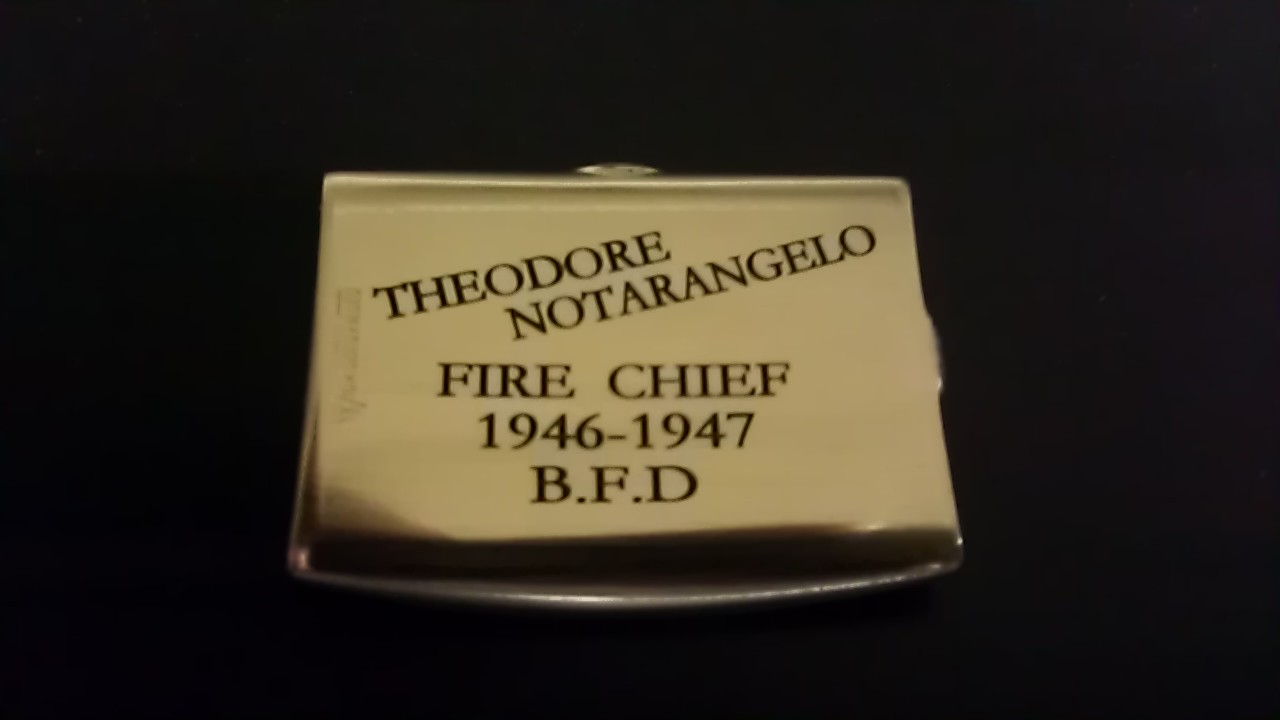 THEODORE
NOTARANGELO
FIRE CHIEF
1946-1947
B.F.D